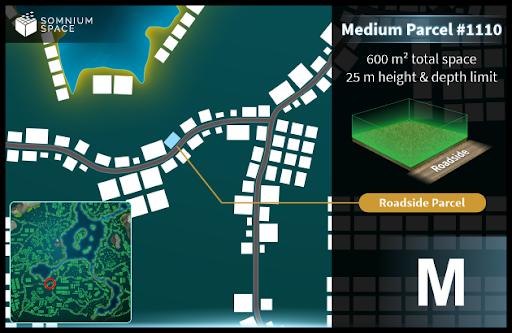 SOMNIUM
SPACE
Medium Parcel #1110
600 m² total space
25 m height & depth limit
Roadside
Roadside Parcel
M